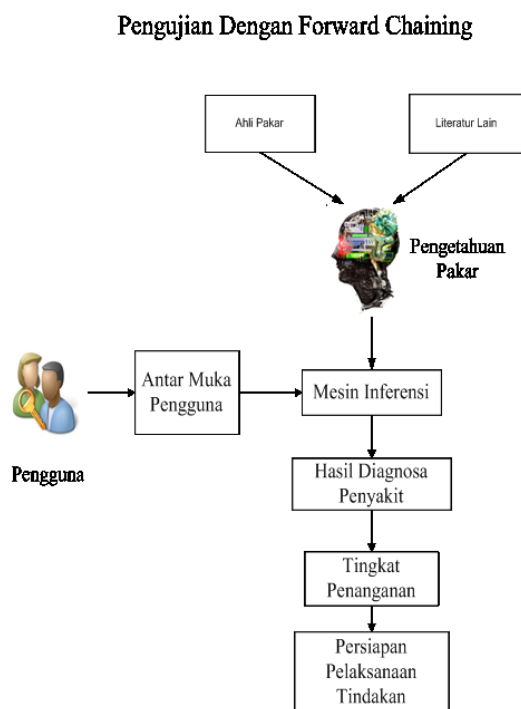 Pengujian Dengan Forward Chaining
Ahli Pakar
Literatur Lain
Pengetahuan
Pakar
Antar Muka
Pengguna
Mesin Inferensi
Pengguna
Hasil Diagnosa
Penyakit
Tingkat
Penanganan
Persiapan
Pelaksanaan
Tindakan